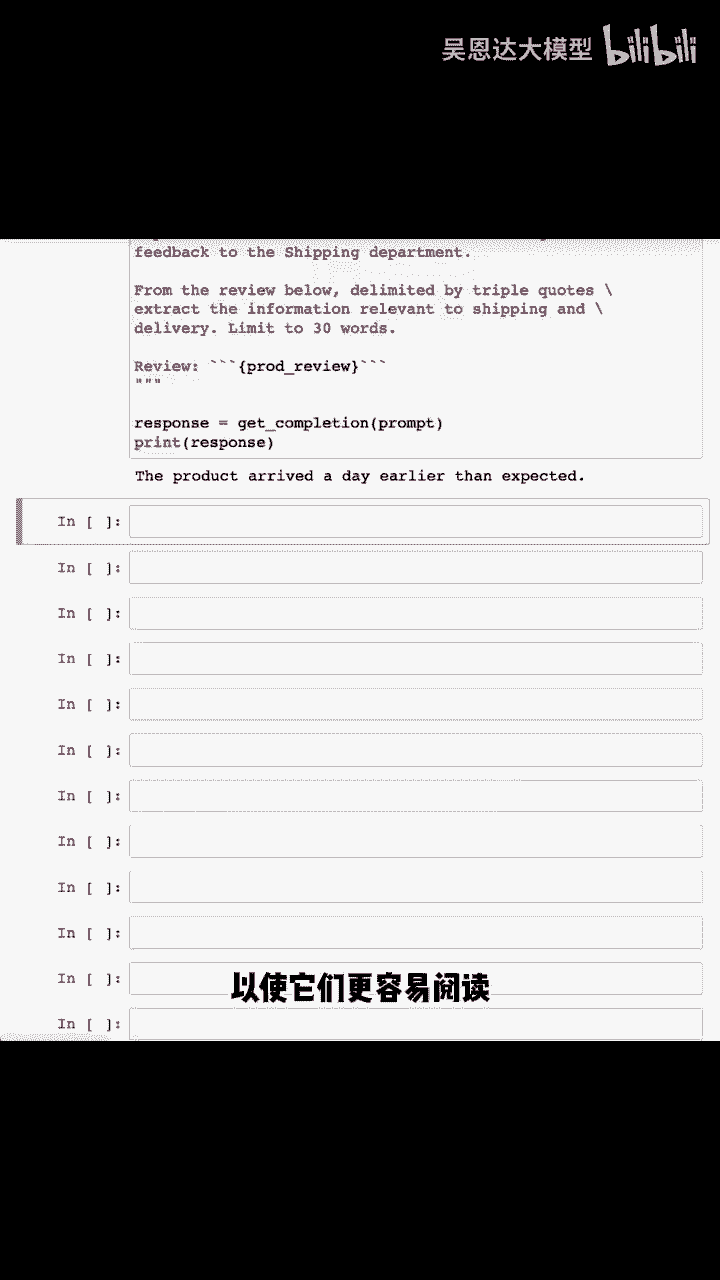 吴恩达大模型 bilibili
feedback to the Shipping department.
From the review below, delimited by triple quotes \
extract the information relevant to shipping and \
delivery. Limit to 30 words.
Review: ```{prod_review}```
"""
response = get_completion(prompt)
print(response)
The product arrived a day earlier than expected.
In [ ]:
In [ ]:
In [ ]:
In [ ]:
In [ ]:
In [ ]:
In [ ]:
In [ ]:
In [ ]:
In [ ]:
In [ ]:
以使它们更容易阅读
In [ ]: